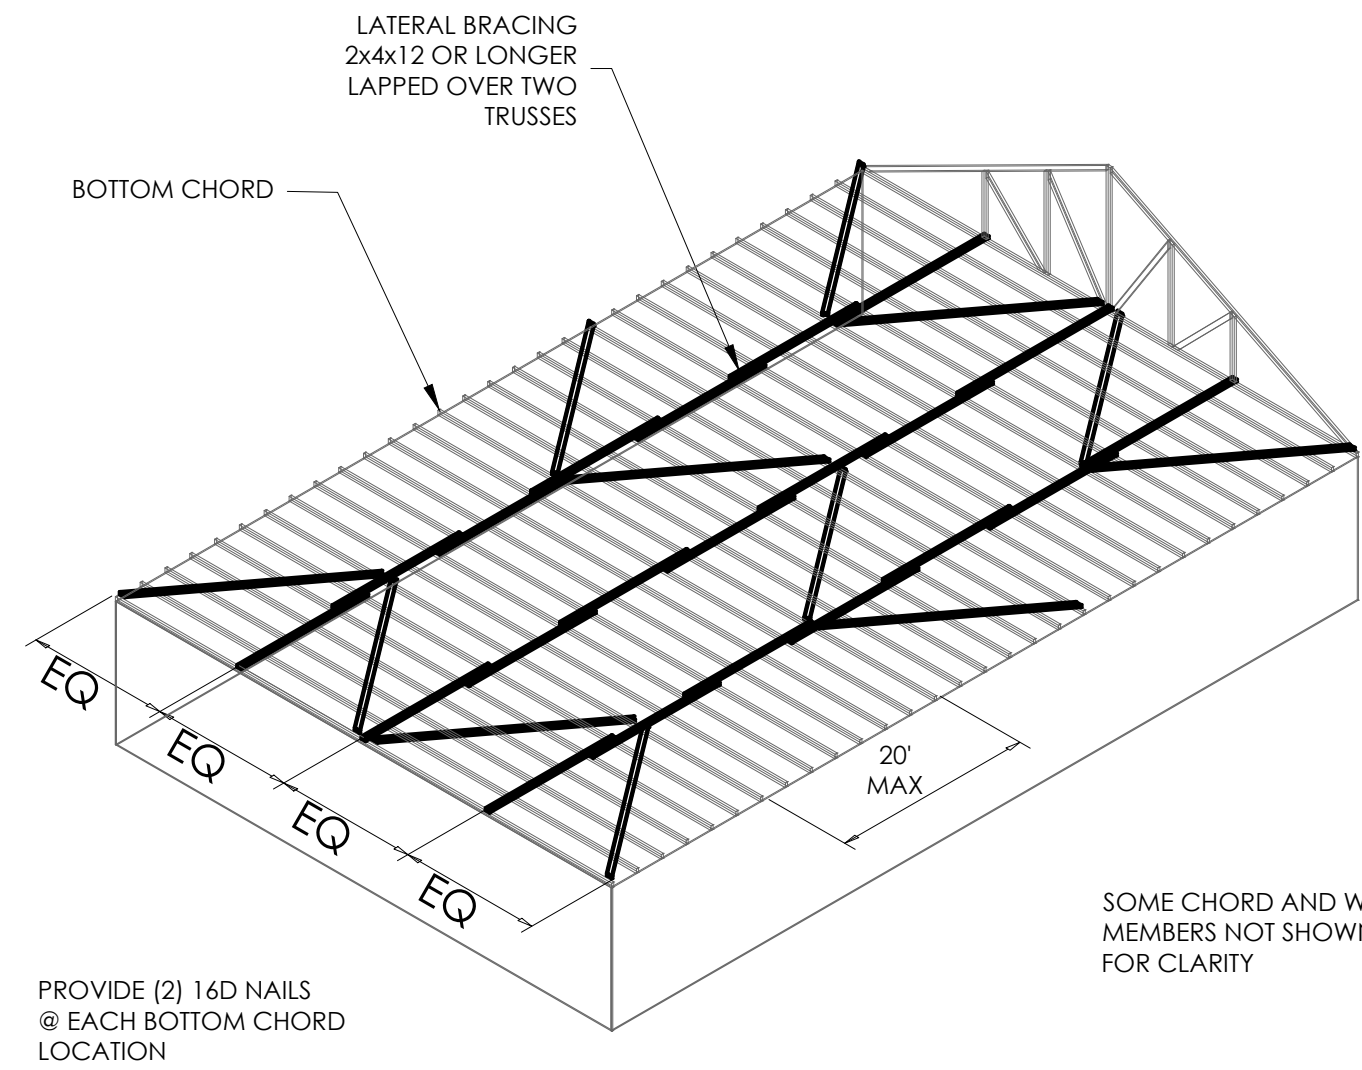 LATERAL BRACING
2x4x12 OR LONGER
LAPPED OVER TWO
TRUSSES
BOTTOM CHORD
EQ
EQ
EQ
EQ
20'
MAX
SOME CHORD AND
MEMBERS NOT SHOWN
FOR CLARITY
PROVIDE (2) 16D NAILS
@ EACH BOTTOM CHORD
LOCATION